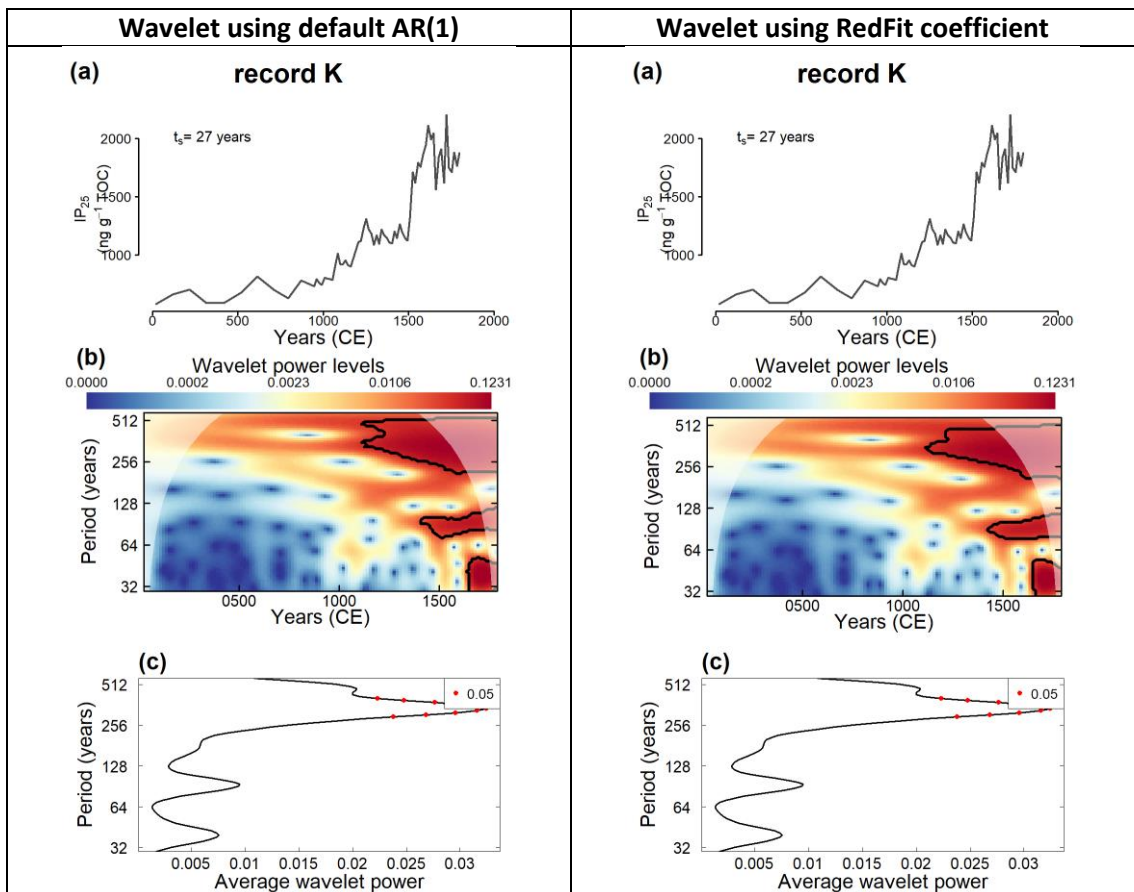 Wavelet using default AR(1)
(a)
record K
tₛ= 27 years
IP₂₅
(ng g⁻¹ TOC)
2000
1500
1000
0
500
1000
1500
2000
Years (CE)
(b)
Wavelet power levels
0.0000
0.0002
0.0023
0.0106
0.1231
Period (years)
512
256
128
64
32
0500
1000
1500
Years (CE)
(c)
Period (years)
512
256
128
64
32
0.05
0.005
0.01
0.015
0.02
0.025
0.03
Average wavelet power
Wavelet using RedFit coefficient
(a)
record K
tₛ= 27 years
IP₂₅
(ng g⁻¹ TOC)
2000
1500
1000
0
500
1000
1500
2000
Years (CE)
(b)
Wavelet power levels
0.0000
0.0002
0.0023
0.0106
0.1231
Period (years)
512
256
128
64
32
0500
1000
1500
Years (CE)
(c)
Period (years)
512
256
128
64
32
0.05
0.005
0.01
0.015
0.02
0.025
0.03
Average wavelet power